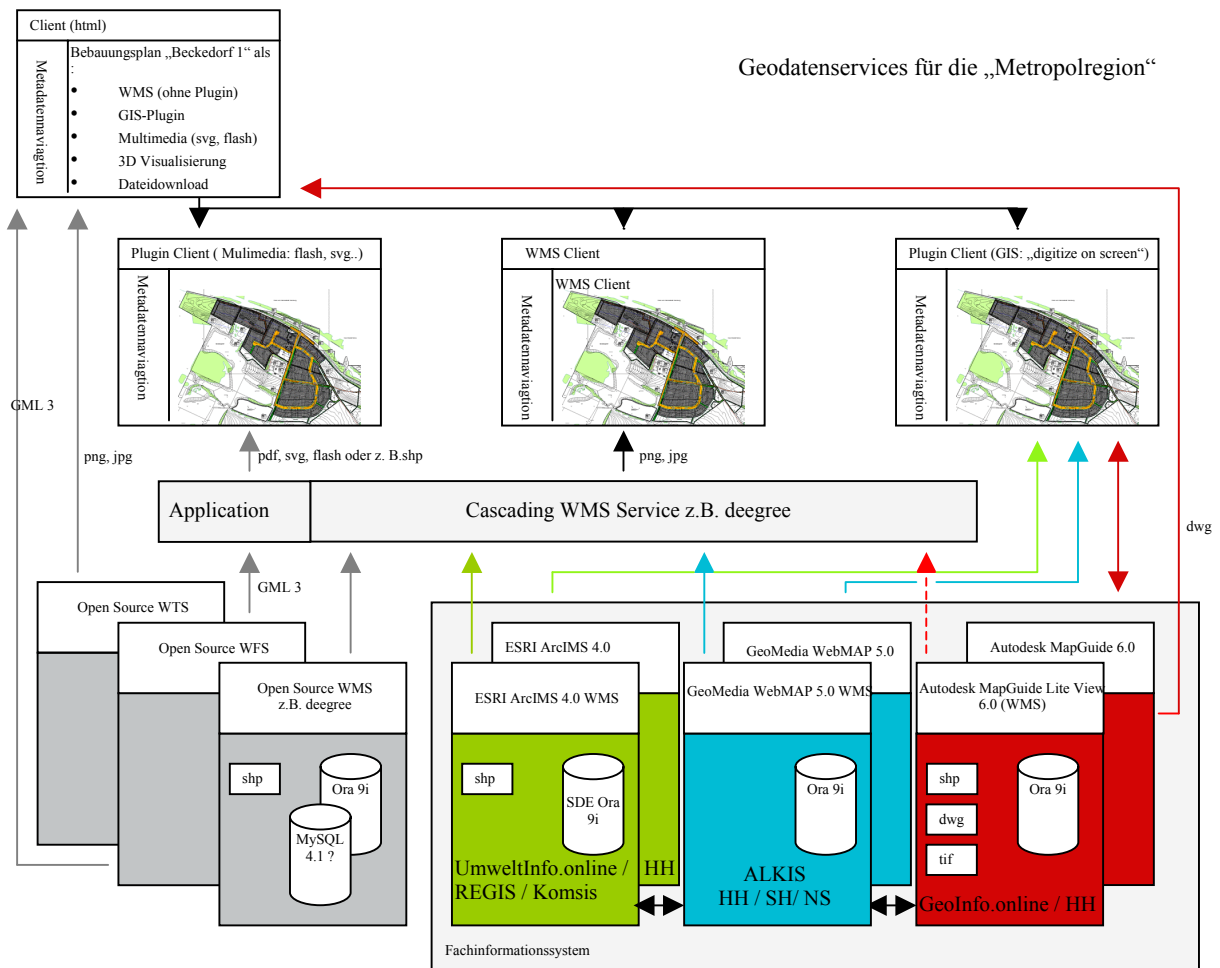 Client (html)
Metadatennaviagtion
Bebauungsplan „Beckedorf 1“ als
:
• WMS (ohne Plugin)
• GIS-Plugin
• Multimedia (svg, flash)
• 3D Visualisierung
• Dateidownload
Geodatenservices für die „Metropolregion“
Plugin Client ( Mulimedia: flash, svg..)
Metadatennaviagtion
WMS Client
Metadatennaviagtion
WMS Client
Plugin Client (GIS: „digitize on screen“)
Metadatennaviagtion
GML 3
png, jpg
pdf, svg, flash oder z. B.shp
png, jpg
dwg
Application
Cascading WMS Service z.B. deegree
GML 3
Open Source WTS
Open Source WFS
Open Source WMS
z.B. deegree
shp
Ora 9i
MySQL
4.1 ?
ESRI ArcIMS 4.0
ESRI ArcIMS 4.0 WMS
shp
SDE Ora
9i
UmweltInfo.online /
REGIS / Komsis
HH
GeoMedia WebMAP 5.0
GeoMedia WebMAP 5.0 WMS
Ora 9i
ALKIS
HH / SH/ NS
Autodesk MapGuide 6.0
Autodesk MapGuide Lite View
6.0 (WMS)
shp
dwg
tif
Ora 9i
GeoInfo.online / HH
Fachinformationssystem